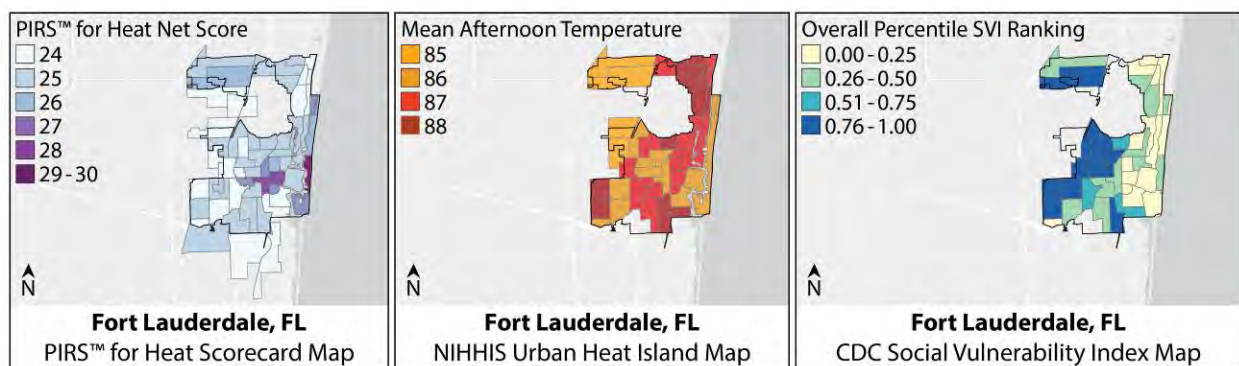 PIRS™ for Heat Net Score
24
25
26
27
28
29 - 30
N
Fort Lauderdale, FL
PIRS™ for Heat Scorecard Map
Mean Afternoon Temperature
85
86
87
88
N
Fort Lauderdale, FL
NIHHIS Urban Heat Island Map
Overall Percentile SVI Ranking
0.00 - 0.25
0.26 - 0.50
0.51 - 0.75
0.76 - 1.00
N
Fort Lauderdale, FL
CDC Social Vulnerability Index Map